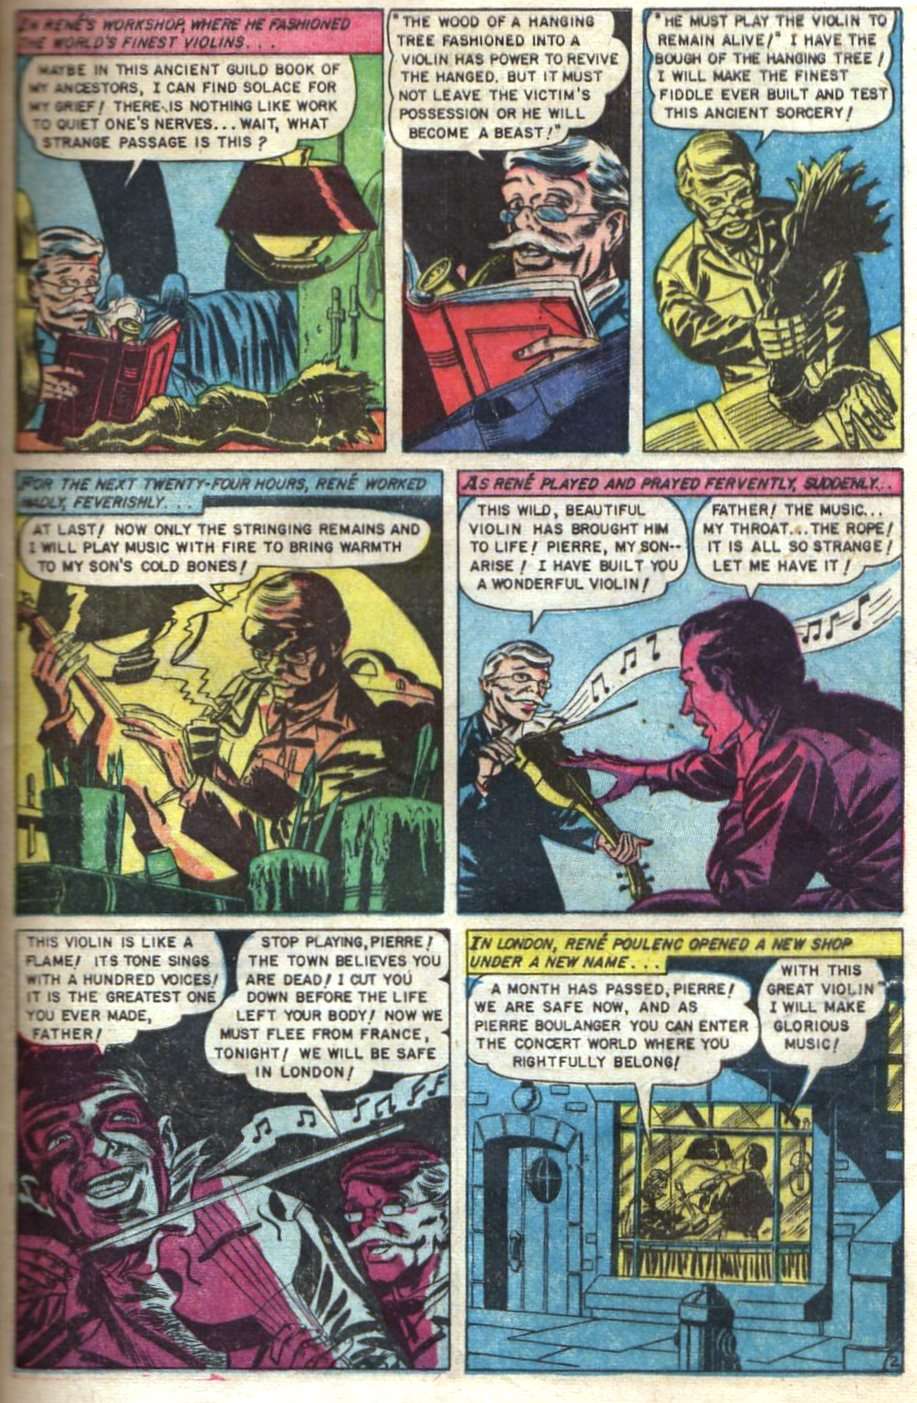 IN RENÉ'S WORKSHOP, WHERE HE FASHIONED
THE WORLD'S FINEST VIOLINS...
MAYBE IN THIS ANCIENT GUILD BOOK OF
MY ANCESTORS, I CAN FIND SOLACE FOR
MY GRIEF! THERE IS NOTHING LIKE WORK
TO QUIET ONE'S NERVES... WAIT, WHAT
STRANGE PASSAGE IS THIS?
"THE WOOD OF A HANGING
TREE FASHIONED INTO A
VIOLIN HAS POWER TO REVIVE
THE HANGED. BUT IT MUST
NOT LEAVE THE VICTIM'S
POSSESSION OR HE WILL
BECOME A BEAST!"
"HE MUST PLAY THE VIOLIN TO
REMAIN ALIVE!" I HAVE THE
BOUGH OF THE HANGING TREE!
I WILL MAKE THE FINEST
FIDDLE EVER BUILT AND TEST
THIS ANCIENT SORCERY!
FOR THE NEXT TWENTY-FOUR HOURS, RENÉ WORKED
MADLY, FEVERISHLY...
AT LAST! NOW ONLY THE STRINGING REMAINS AND
I WILL PLAY MUSIC WITH FIRE TO BRING WARMTH
TO MY SON'S COLD BONES!
AS RENÉ PLAYED AND PRAYED FERVENTLY, SUDDENLY...
THIS WILD, BEAUTIFUL
VIOLIN HAS BROUGHT HIM
TO LIFE! PIERRE, MY SON--
ARISE! I HAVE BUILT YOU
A WONDERFUL VIOLIN!
FATHER! THE MUSIC...
MY THROAT...THE ROPE!
IT IS ALL SO STRANGE!
LET ME HAVE IT!
THIS VIOLIN IS LIKE A
FLAME! ITS TONE SINGS
WITH A HUNDRED VOICES!
IT IS THE GREATEST ONE
YOU EVER MADE,
FATHER!
STOP PLAYING, PIERRE!
THE TOWN BELIEVES YOU
ARE DEAD! I CUT YOU
DOWN BEFORE THE LIFE
LEFT YOUR BODY! NOW WE
MUST FLEE FROM FRANCE,
TONIGHT! WE WILL BE SAFE
IN LONDON!
IN LONDON, RENÉ POULENC OPENED A NEW SHOP
UNDER A NEW NAME...
A MONTH HAS PASSED, PIERRE!
WE ARE SAFE NOW, AND AS
PIERRE BOULANGER YOU CAN ENTER
THE CONCERT WORLD WHERE YOU
RIGHTFULLY BELONG!
WITH THIS
GREAT VIOLIN
I WILL MAKE
GLORIOUS
MUSIC!
2